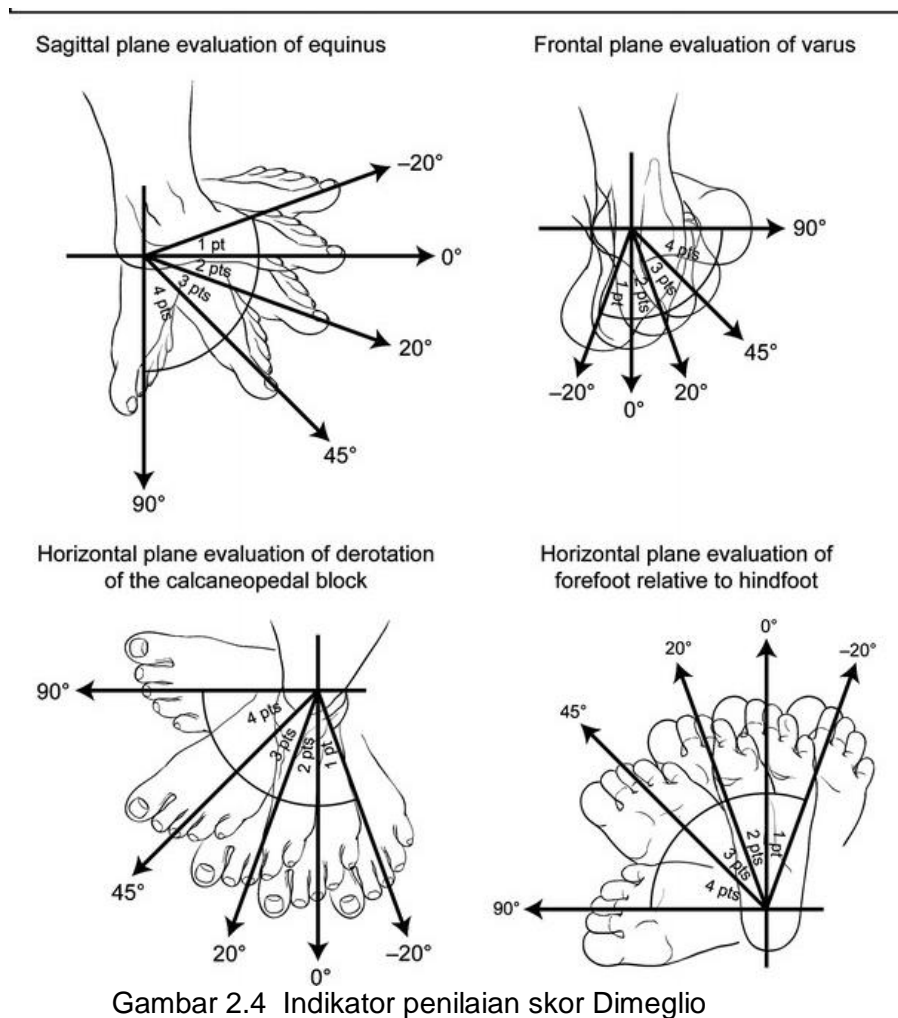 Sagittal plane evaluation of equinus
–20°
1 pt
0°
2 pts
3 pts
4 pts
20°
45°
90°
Frontal plane evaluation of varus
90°
4 pts
3 pts
2 pts
1 pt
45°
–20°
20°
0°
Horizontal plane evaluation of derotation
of the calcaneopedal block
90°
4 pts
3 pts
2 pts
1 pt
45°
20°
–20°
0°
Horizontal plane evaluation of
forefoot relative to hindfoot
0°
20°
–20°
45°
1 pt
2 pts
3 pts
4 pts
90°
Gambar 2.4 Indikator penilaian skor Dimeglio